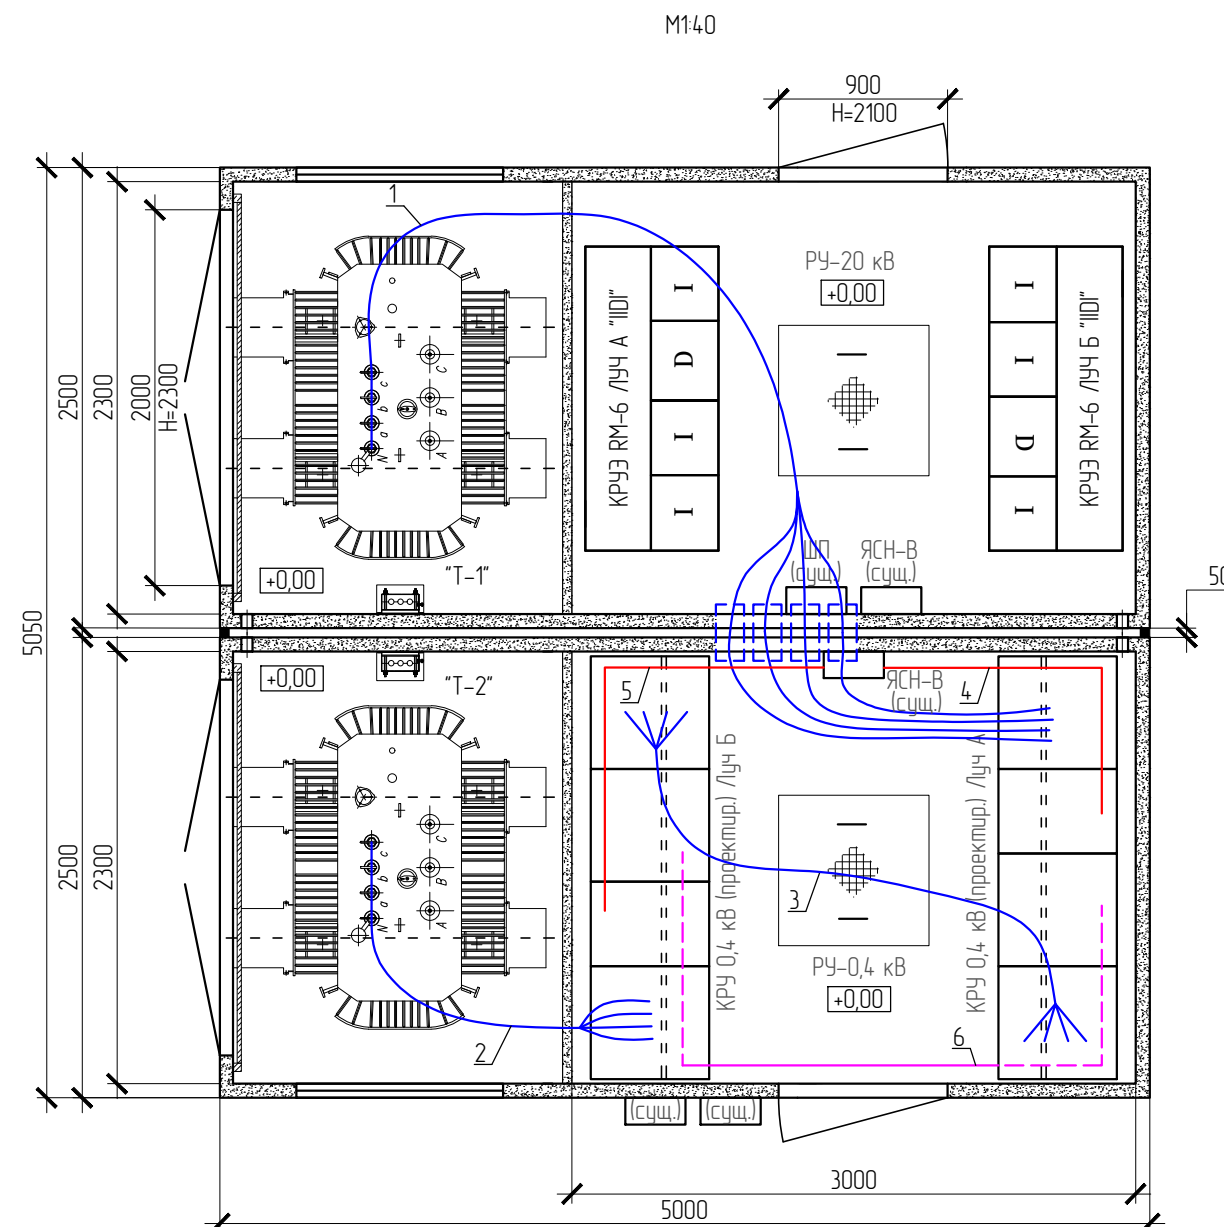 М1:40
900
Н=2100
1
РУ-20 кВ
+0,00
КРУЭ RM-6 ЛУЧ А "IIDI"
I
D
I
I
I
I
D
I
КРУЭ RM-6 ЛУЧ Б "IIDI"
2500
2300
2000
Н=2300
c
b
a
N
C
B
A
ШП
(сущ.)
ЯСН-В
(сущ.)
+0,00
"Т-1"
5050
+0,00
"Т-2"
5
ЯСН-В
(сущ.)
4
КРУ 0,4 кВ (проектир.) Луч Б
КРУ 0,4 кВ (проектир.) Луч А
2500
2300
c
b
a
N
C
B
A
3
РУ-0,4 кВ
+0,00
2
6
(сущ.)
(сущ.)
3000
5000